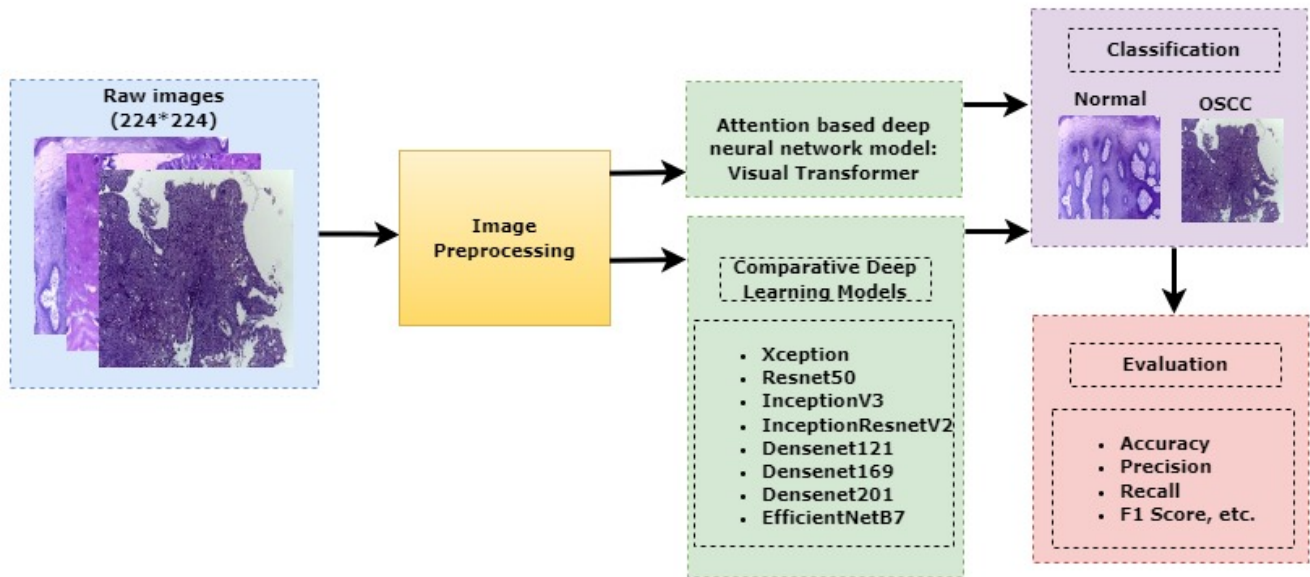 Raw images
(224*224)
Image
Preprocessing
Attention based deep
neural network model:
Visual Transformer
Comparative Deep
Learning Models
• Xception
• Resnet50
• InceptionV3
• InceptionResnetV2
• Densenet121
• Densenet169
• Densenet201
• EfficientNetB7
Classification
Normal
OSCC
Evaluation
• Accuracy
• Precision
• Recall
• F1 Score, etc.